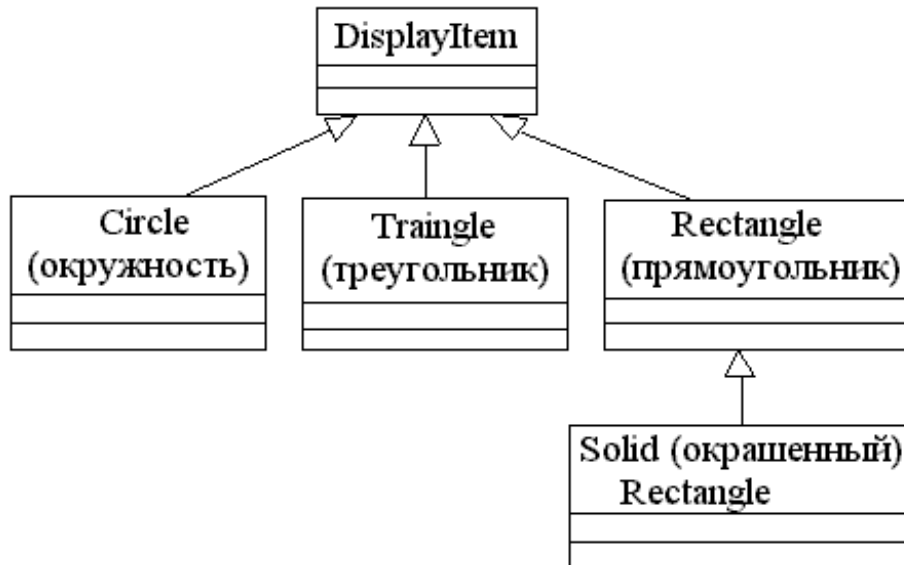 DisplayItem
Circle
(окружность)
Traingle
(треугольник)
Rectangle
(прямоугольник)
Solid (окрашенный)
Rectangle